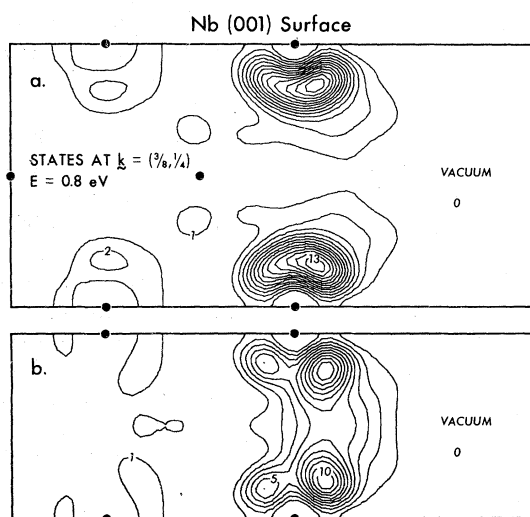 Nb (001) Surface
a.
STATES AT k = (3/8, 1/4)
E = 0.8 eV
VACUUM
0
1
2
13
b.
VACUUM
0
1
5
10